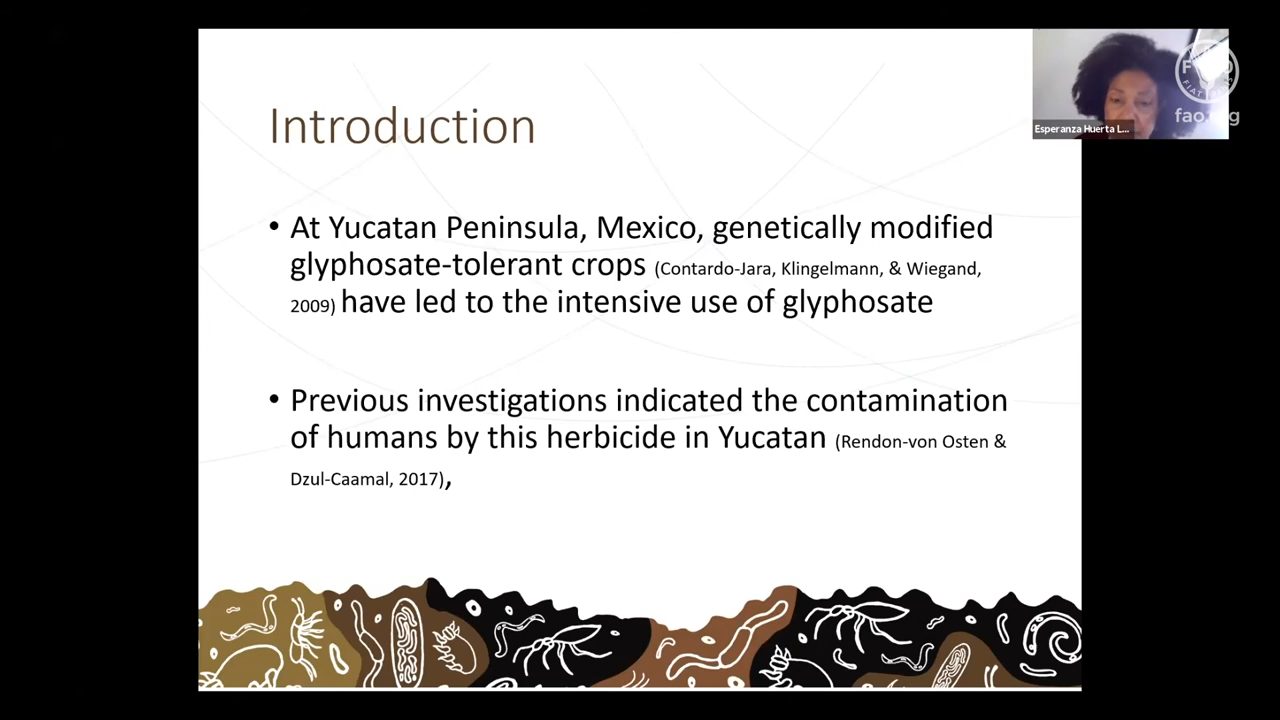 Introduction
• At Yucatan Peninsula, Mexico, genetically modified
glyphosate-tolerant crops (Contardo-Jara, Klingelmann, & Wiegand,
2009) have led to the intensive use of glyphosate
• Previous investigations indicated the contamination
of humans by this herbicide in Yucatan (Rendon-von Osten &
Dzul-Caamal, 2017),
Esperanza Huerta L...
FIAT
fao.org